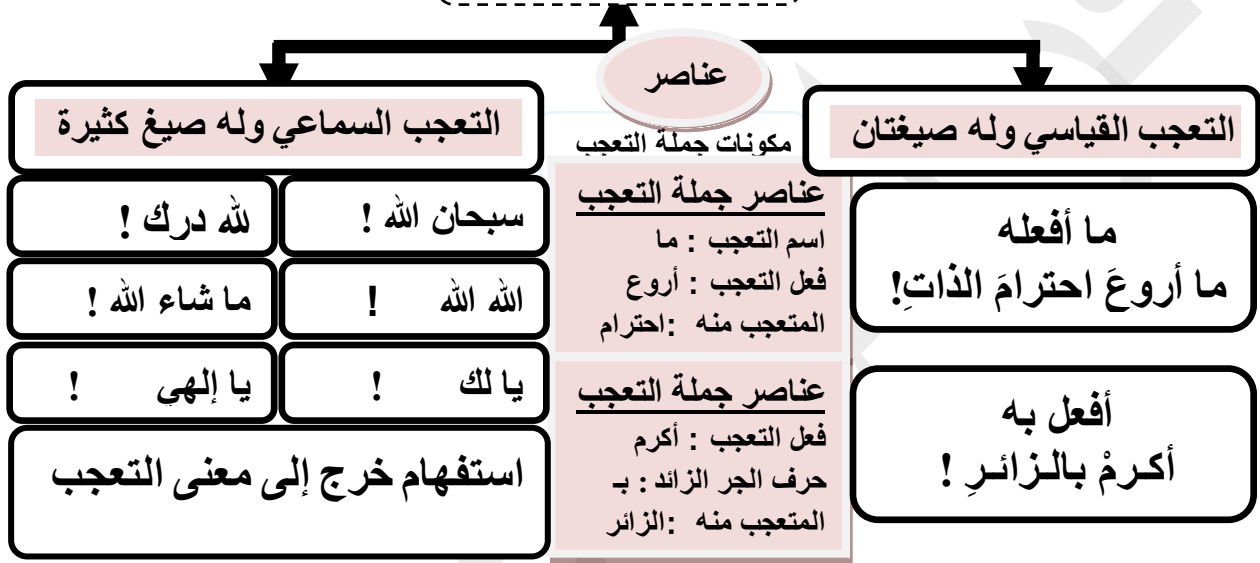 عناصر
التعجب القياسي وله صيغتان
ما أفعله
ما أروعَ احترامَ الذاتِ!
أفعل به
أكـرمْ بالـزائـرِ !
مكونات جملة التعجب
عناصر جملة التعجب
اسم التعجب : ما
فعل التعجب : أروع
المتعجب منه :احترام
عناصر جملة التعجب
فعل التعجب : أكرم
حرف الجر الزائد : بـ
المتعجب منه :الزائر
التعجب السماعي وله صيغ كثيرة
سبحان الله !
لله درك !
الله الله !
ما شاء الله !
يا لك !
يا إلهي !
استفهام خرج إلى معنى التعجب